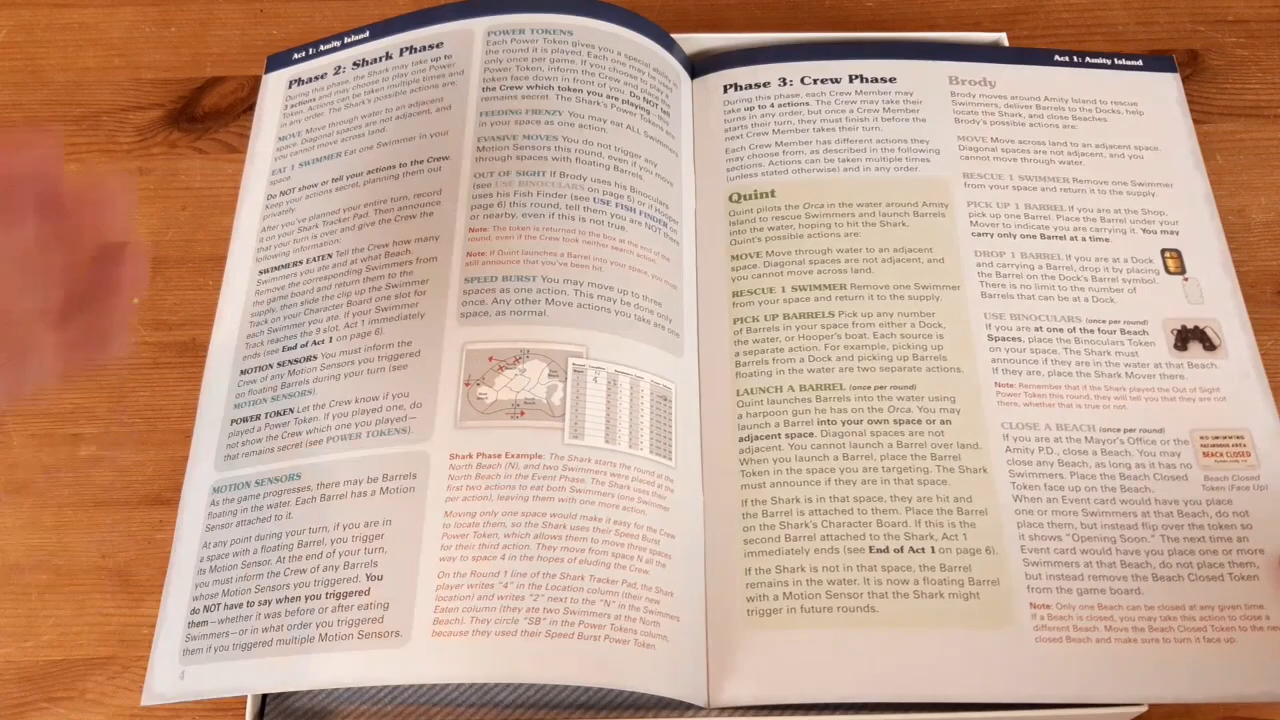 Act 1: Amity Island
Phase 2: Shark Phase
During this phase, the Shark may take up to
3 actions and may choose to play one Power
Token. Actions can be taken multiple times and
in any order. The Shark's possible actions are:
MOVE Move through water to an adjacent
space. Diagonal spaces are not adjacent, and
you cannot move across land.
EAT 1 SWIMMER Eat one Swimmer in your
space.
Do NOT show or tell your actions to the Crew.
Keep your actions secret, planning them out
privately.
After you've planned your entire turn, record
it on your Shark Tracker Pad. Then announce
that your turn is over and give the Crew the
following information:
SWIMMERS EATEN Tell the Crew how many
Swimmers you ate and at what Beach.
Remove the corresponding Swimmers from
the game board and return them to the
supply, then slide the clip up the Swimmer
Track on your Character Board one slot for
each Swimmer you ate. If your Swimmer
Track reaches the 9 slot, Act 1 immediately
ends (see End of Act 1 on page 6).
MOTION SENSORS You must inform the
Crew of any Motion Sensors you triggered
on floating Barrels during your turn (see
MOTION SENSORS).
POWER TOKEN Let the Crew know if you
played a Power Token. If you played one, do
not show the Crew which one you played—
that remains secret (see POWER TOKENS).
MOTION SENSORS
As the game progresses, there may be Barrels
floating in the water. Each Barrel has a Motion
Sensor attached to it.
At any point during your turn, if you are in
a space with a floating Barrel, you trigger
its Motion Sensor. At the end of your turn,
you must inform the Crew of any Barrels
whose Motion Sensors you triggered. You
do NOT have to say when you triggered
them—whether it was before or after eating
Swimmers—or in what order you triggered
them if you triggered multiple Motion Sensors.
4
POWER TOKENS
Each Power Token gives you a special ability in
the round it is played. Each one may be used
only once per game. If you choose to play a
Power Token, inform the Crew and place the
token face down in front of you. Do NOT tell
the Crew which token you are playing—this
remains secret. The Shark's Power Tokens are:
FEEDING FRENZY You may eat ALL Swimmers
in your space as one action.
EVASIVE MOVES You do not trigger any
Motion Sensors this round, even if you move
through spaces with floating Barrels.
OUT OF SIGHT If Brody uses his Binoculars
(see USE BINOCULARS on page 5) or if Hooper
uses his Fish Finder (see USE FISH FINDER on
page 6) this round, tell them you are NOT there
or nearby, even if this is not true.
Note: The token is returned to the box at the end of the
round, even if the Crew took neither search action.
Note: If Quint launches a Barrel into your space, you must
still announce that you've been hit.
SPEED BURST You may move up to three
spaces as one action. This may be done only
once. Any other Move actions you take are one
space, as normal.
Shark Phase Example: The Shark starts the round at the
North Beach (N), and two Swimmers were placed at the
North Beach in the Event Phase. The Shark uses their
first two actions to eat both Swimmers (one Swimmer
per action), leaving them with one more action.
Moving only one space would make it easy for the Crew
to locate them, so the Shark uses their Speed Burst
Power Token, which allows them to move three spaces
for their third action. They move from space N all the
way to space 4 in the hopes of eluding the Crew.
On the Round 1 line of the Shark Tracker Pad, the Shark
player writes "4" in the Location column (their new
location) and writes "2" next to the "N" in the Swimmers
Eaten column (they ate two Swimmers at the North
Beach). They circle "SB" in the Power Tokens column,
because they used their Speed Burst Power Token.
Act 1: Amity Island
Phase 3: Crew Phase
During this phase, each Crew Member may
take up to 4 actions. The Crew may take their
turns in any order, but once a Crew Member
starts their turn, they must finish it before the
next Crew Member takes their turn.
Each Crew Member has different actions they
may choose from, as described in the following
sections. Actions can be taken multiple times
(unless stated otherwise) and in any order.
Quint
Quint pilots the Orca in the water around Amity
Island to rescue Swimmers and launch Barrels
into the water, hoping to hit the Shark.
Quint's possible actions are:
MOVE Move through water to an adjacent
space. Diagonal spaces are not adjacent, and
you cannot move across land.
RESCUE 1 SWIMMER Remove one Swimmer
from your space and return it to the supply.
PICK UP BARRELS Pick up any number
of Barrels in your space from either a Dock,
the water, or Hooper's boat. Each source is
a separate action. For example, picking up
Barrels from a Dock and picking up Barrels
floating in the water are two separate actions.
LAUNCH A BARREL (once per round)
Quint launches Barrels into the water using
a harpoon gun he has on the Orca. You may
launch a Barrel into your own space or an
adjacent space. Diagonal spaces are not
adjacent. You cannot launch a Barrel over land.
When you launch a Barrel, place the Barrel
Token in the space you are targeting. The Shark
must announce if they are in that space.
If the Shark is in that space, they are hit and
the Barrel is attached to them. Place the Barrel
on the Shark's Character Board. If this is the
second Barrel attached to the Shark, Act 1
immediately ends (see End of Act 1 on page 6).
If the Shark is not in that space, the Barrel
remains in the water. It is now a floating Barrel
with a Motion Sensor that the Shark might
trigger in future rounds.
Brody
Brody moves around Amity Island to rescue
Swimmers, deliver Barrels to the Docks, help
locate the Shark, and close Beaches.
Brody's possible actions are:
MOVE Move across land to an adjacent space.
Diagonal spaces are not adjacent, and you
cannot move through water.
RESCUE 1 SWIMMER Remove one Swimmer
from your space and return it to the supply.
PICK UP 1 BARREL If you are at the Shop,
pick up one Barrel. Place the Barrel under your
Mover to indicate you are carrying it. You may
carry only one Barrel at a time.
DROP 1 BARREL If you are at a Dock
and carrying a Barrel, drop it by placing
the Barrel on the Dock's Barrel symbol.
There is no limit to the number of
Barrels that can be at a Dock.
USE BINOCULARS (once per round)
If you are at one of the four Beach
Spaces, place the Binoculars Token
on your space. The Shark must
announce if they are in the water at that Beach.
If they are, place the Shark Mover there.
Note: Remember that if the Shark played the Out of Sight
Power Token this round, they will tell you that they are not
there, whether that is true or not.
CLOSE A BEACH (once per round)
If you are at the Mayor's Office or the
Amity P.D., close a Beach. You may
close any Beach, as long as it has no
Swimmers. Place the Beach Closed
Token face up on the Beach.
When an Event card would have you place
one or more Swimmers at that Beach, do not
place them, but instead flip over the token so
it shows "Opening Soon." The next time an
Event card would have you place one or more
Swimmers at that Beach, do not place them,
but instead remove the Beach Closed Token
from the game board.
NO SWIMMING
HAZARDOUS AREA
BEACH CLOSED
Beach Closed
Token (Face Up)
Note: Only one Beach can be closed at any given time.
If a Beach is closed, you may take this action to close a
different Beach. Move the Beach Closed Token to the
closed Beach and make sure to turn it face up.